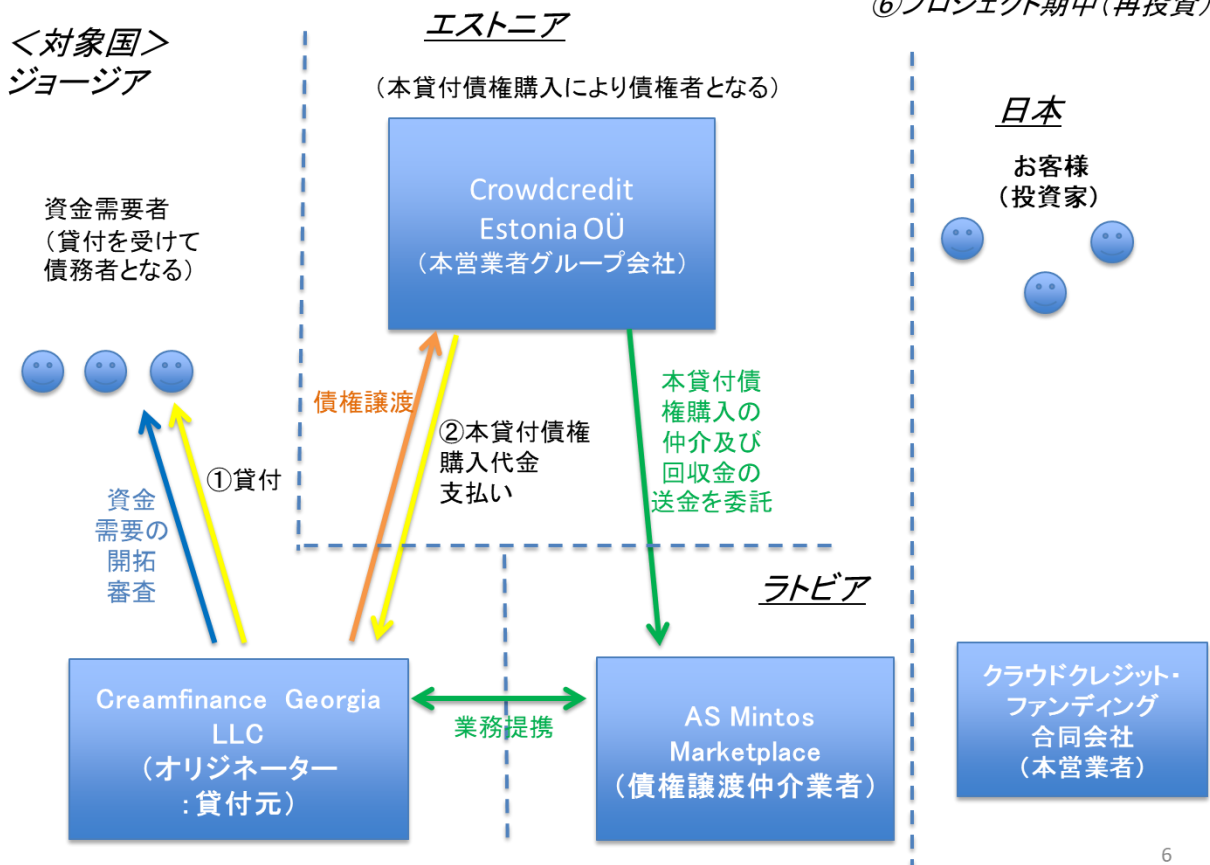 ⑥プロジェクト期中(再投資)
<対象国>
ジョージア
エストニア
(本貸付債権購入により債権者となる)
Crowdcredit
Estonia OÜ
(本営業者グループ会社)
日本
お客様
(投資家)
資金需要者
(貸付を受けて
債務者となる)
債権譲渡
②本貸付債権
購入代金
支払い
本貸付債
権購入の
仲介及び
回収金の
送金を委託
①貸付
資金
需要の
開拓
審査
ラトビア
Creamfinance Georgia
LLC
(オリジネーター
:貸付元)
業務提携
AS Mintos
Marketplace
(債権譲渡仲介業者)
クラウドクレジット・
ファンディング
合同会社
(本営業者)
6